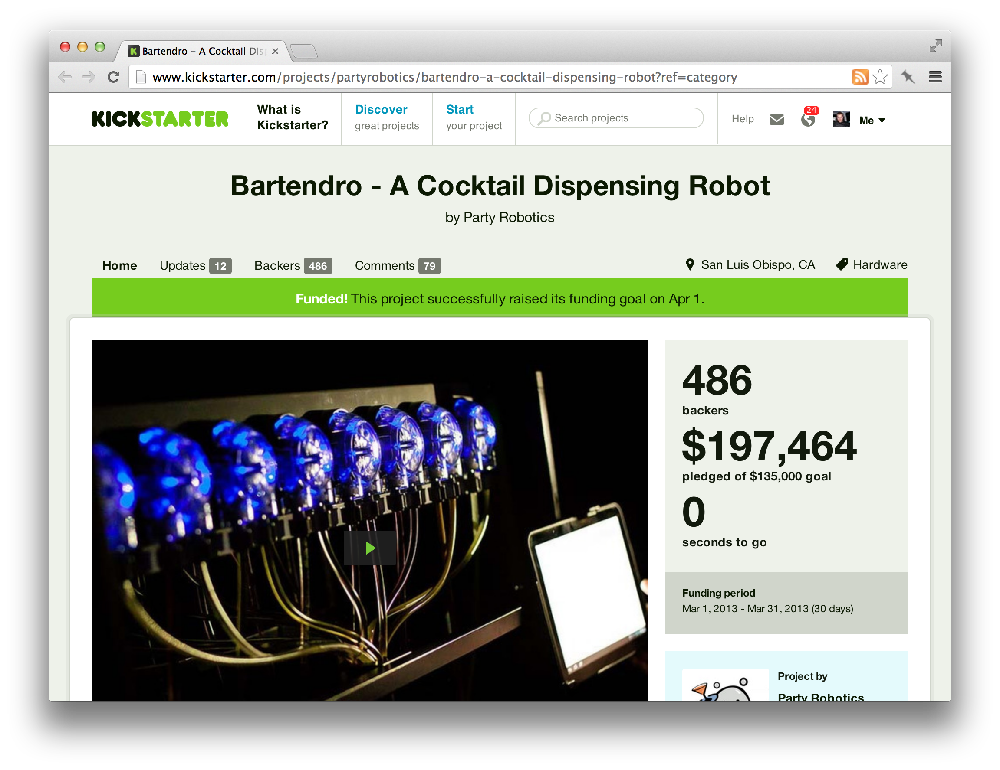 Bartendro – A Cocktail Dis
www.kickstarter.com/projects/partyrobotics/bartendro-a-cocktail-dispensing-robot?ref=category
KICKSTARTER
What is
Kickstarter?
Discover
great projects
Start
your project
Search projects
Help
24
Me
Bartendro - A Cocktail Dispensing Robot
by Party Robotics
Home Updates 12 Backers 486 Comments 79 San Luis Obispo, CA Hardware
Funded! This project successfully raised its funding goal on Apr 1.
486
backers
$197,464
pledged of $135,000 goal
0
seconds to go
Funding period
Mar 1, 2013 - Mar 31, 2013 (30 days)
Project by
Party Robotics